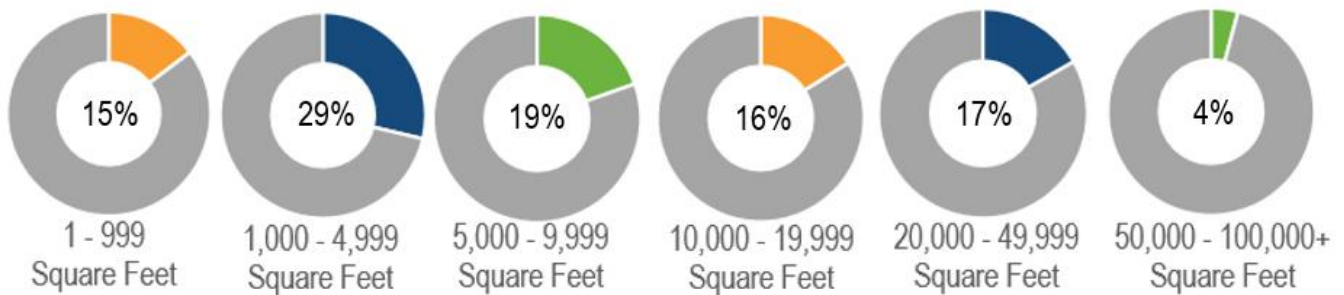 15%
29%
19%
16%
17%
4%
1 - 999
Square Feet
1,000 - 4,999
Square Feet
5,000 - 9,999
Square Feet
10,000 - 19,999
Square Feet
20,000 - 49,999
Square Feet
50,000 - 100,000+
Square Feet